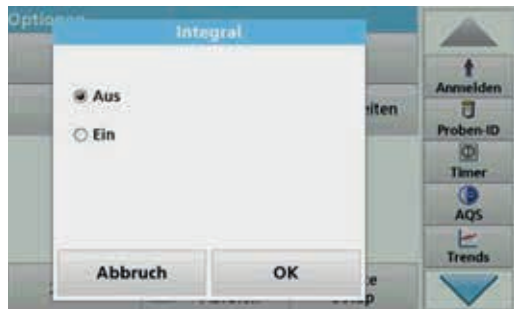 Integral
Aus
Ein
Abbruch
OK
Anmelden
Proben-ID
Timer
AQS
Trends